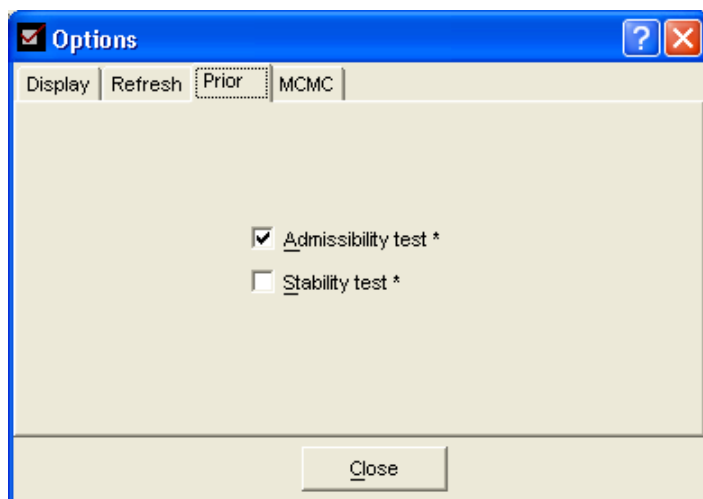 Options
Display Refresh Prior MCMC
Admissibility test *
Stability test *
Close